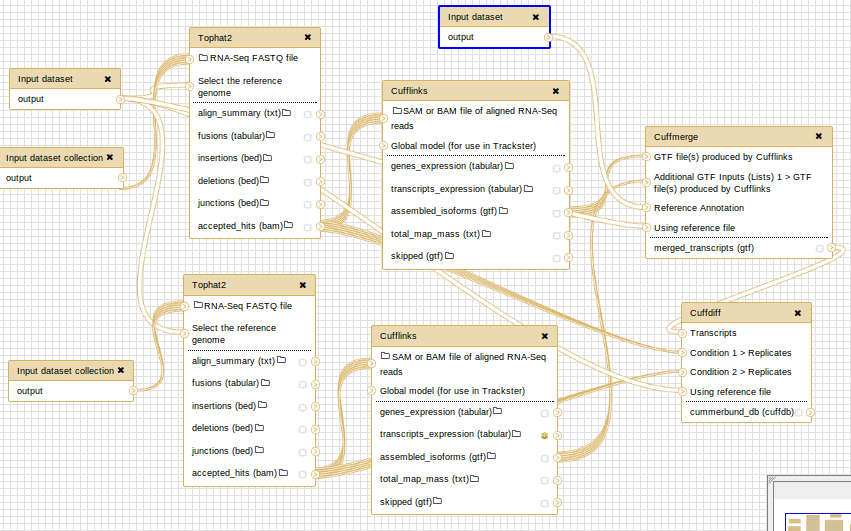 Input dataset
output
Tophat2
RNA-Seq FASTQ file
Select the reference
genome
align_summary (txt)
fusions (tabular)
insertions (bed)
deletions (bed)
junctions (bed)
accepted_hits (bam)
Input dataset
output
Input dataset collection
output
Cufflinks
SAM or BAM file of aligned RNA-Seq
reads
Global model (for use in Trackster)
genes_expression (tabular)
transcripts_expression (tabular)
assembled_isoforms (gtf)
total_map_mass (txt)
skipped (gtf)
Cuffmerge
GTF file(s) produced by Cufflinks
Additional GTF Inputs (Lists) 1 > GTF
file(s) produced by Cufflinks
Reference Annotation
Using reference file
merged_transcripts (gtf)
Tophat2
RNA-Seq FASTQ file
Select the reference
genome
align_summary (txt)
fusions (tabular)
insertions (bed)
deletions (bed)
junctions (bed)
accepted_hits (bam)
Input dataset collection
output
Cufflinks
SAM or BAM file of aligned RNA-Seq
reads
Global model (for use in Trackster)
genes_expression (tabular)
transcripts_expression (tabular)
assembled_isoforms (gtf)
total_map_mass (txt)
skipped (gtf)
Cuffdiff
Transcripts
Condition 1 > Replicates
Condition 2 > Replicates
Using reference file
cummerbund_db (cuffdb)